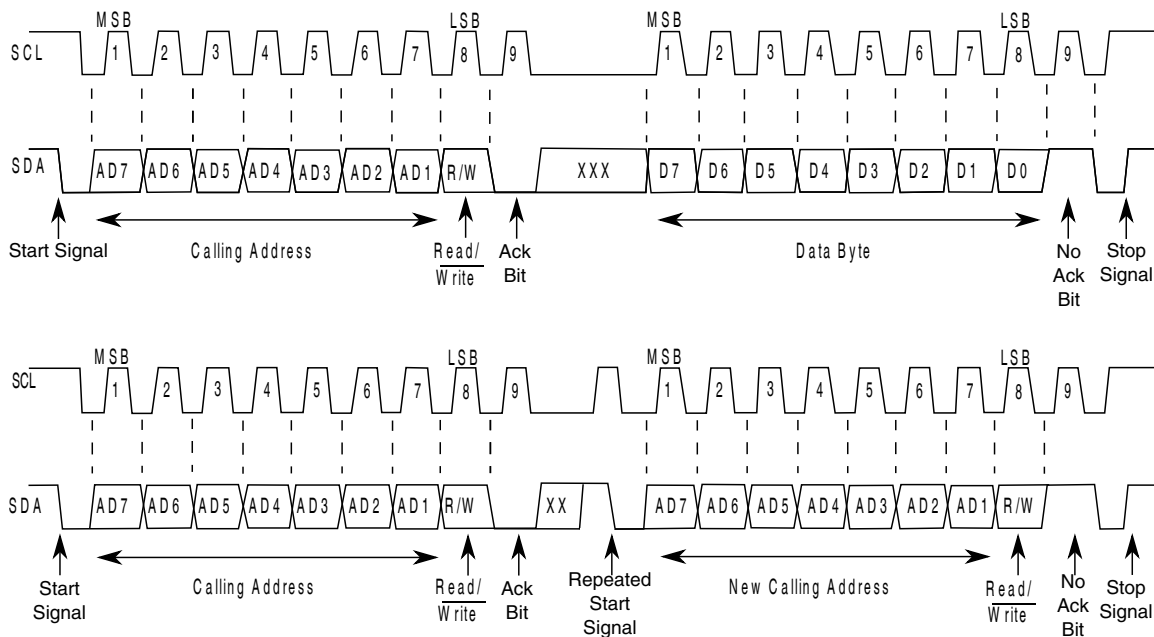 MSB LSB MSB LSB
SCL 1 2 3 4 5 6 7 8 9 1 2 3 4 5 6 7 8 9
SDA AD7 AD6 AD5 AD4 AD3 AD2 AD1 R/W XXX D7 D6 D5 D4 D3 D2 D1 D0
Start Signal Calling Address Read/ Ack Data Byte No Stop
Write Bit Ack Signal
Bit
MSB LSB MSB LSB
SCL 1 2 3 4 5 6 7 8 9 1 2 3 4 5 6 7 8 9
SDA AD7 AD6 AD5 AD4 AD3 AD2 AD1 R/W XX AD7 AD6 AD5 AD4 AD3 AD2 AD1 R/W
Start Calling Address Read/ Ack Repeated New Calling Address Read/ No Stop
Signal Write Bit Start Write Ack Signal
Signal Bit